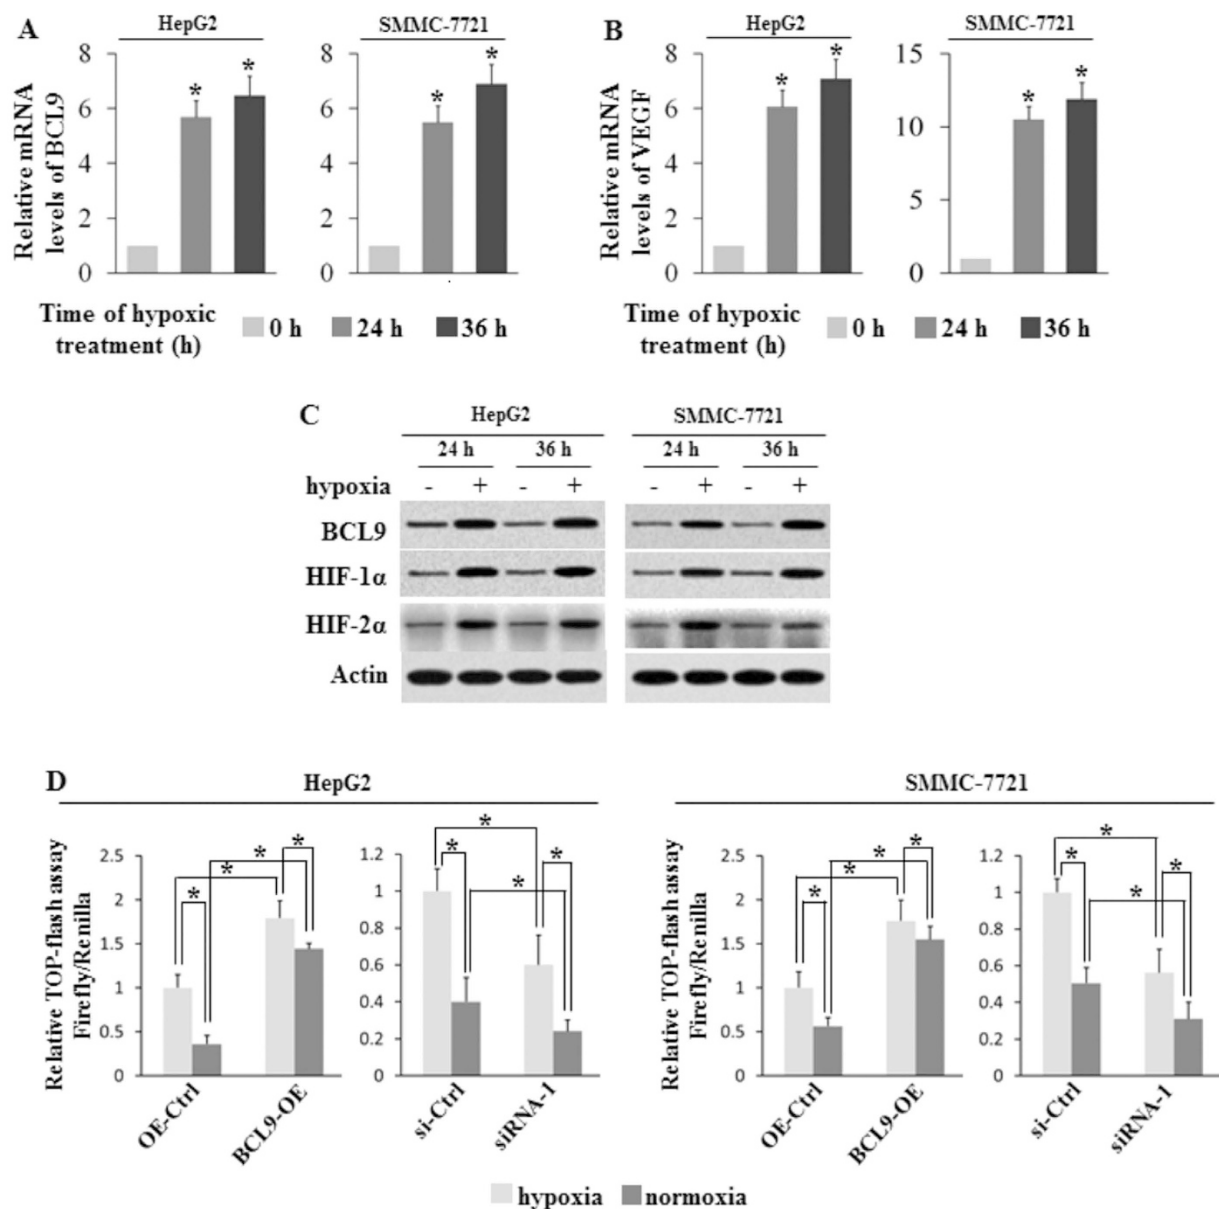 A
HepG2
SMMC-7721
Relative mRNA
levels of BCL9
8
6
4
2
0
*
*
8
6
4
2
0
*
*
Time of hypoxic
treatment (h)
0 h
24 h
36 h
B
HepG2
SMMC-7721
Relative mRNA
levels of VEGF
8
6
4
2
0
*
*
15
10
5
0
*
*
Time of hypoxic
treatment (h)
0 h
24 h
36 h
C
HepG2
SMMC-7721
24 h
36 h
24 h
36 h
hypoxia
- + - +
- + - +
BCL9
HIF-1α
HIF-2α
Actin
D
HepG2
SMMC-7721
Relative TOP-flash assay
Firefly/Renilla
2.5
2
1.5
1
0.5
0
* * * *
OE-Ctrl
BCL9-OE
1.2
1
0.8
0.6
0.4
0.2
0
* * * *
si-Ctrl
siRNA-1
Relative TOP-flash assay
Firefly/Renilla
2.5
2
1.5
1
0.5
0
* * * *
OE-Ctrl
BCL9-OE
1.2
1
0.8
0.6
0.4
0.2
0
* * * *
si-Ctrl
siRNA-1
hypoxia
normoxia